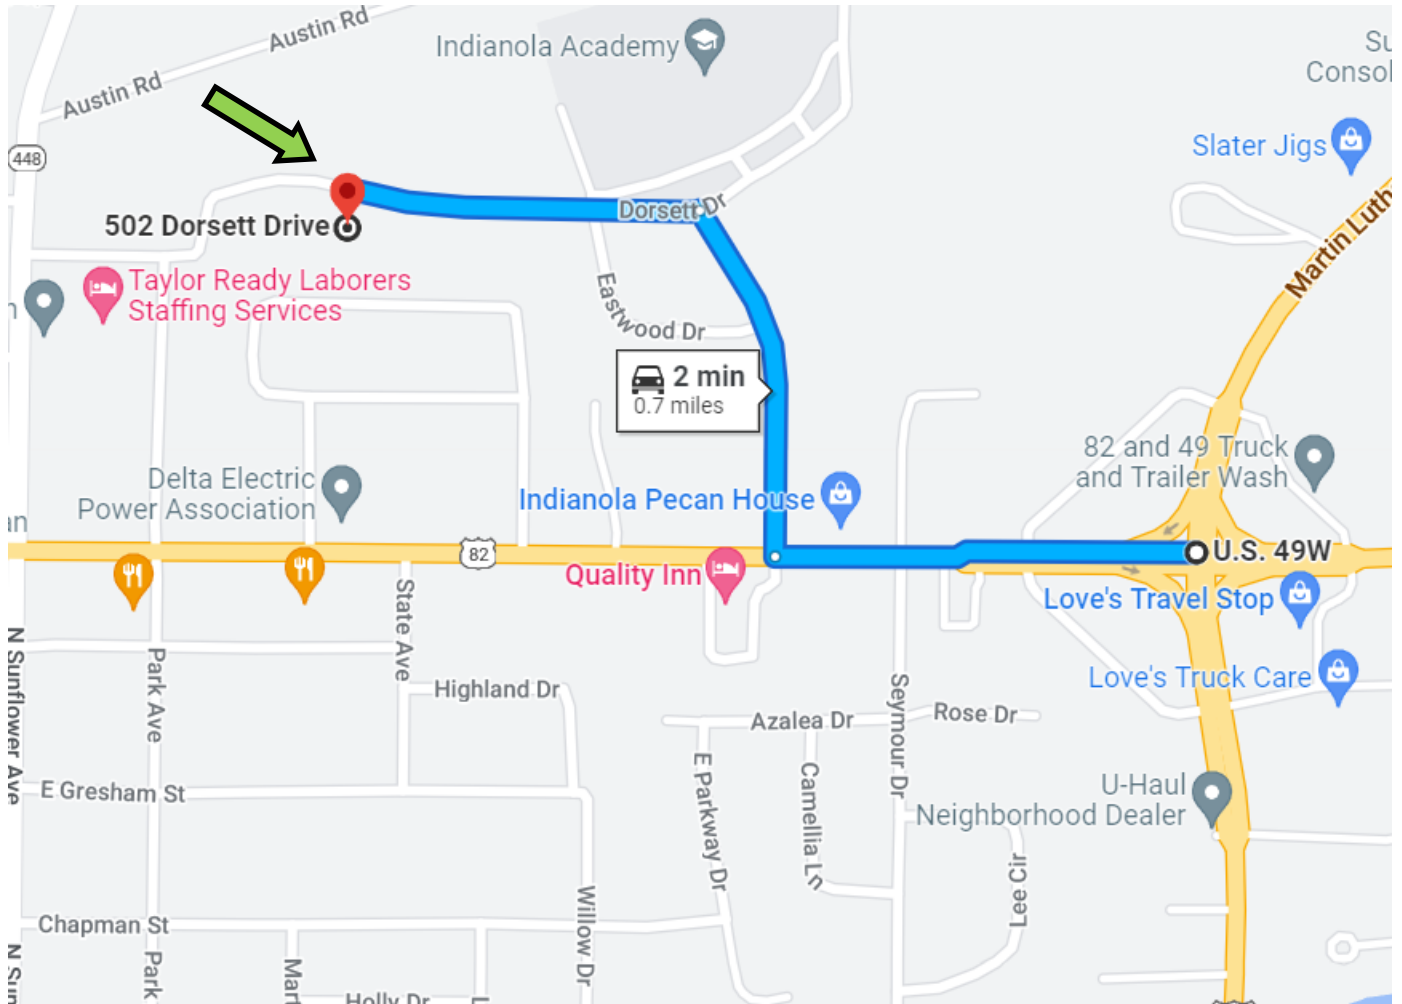 Austin Rd
Austin Rd
Indianola Academy
Su
Consol
448
Slater Jigs
Martin Luth
Dorsett Dr
502 Dorsett Drive
Taylor Ready Laborers
Staffing Services
Eastwood Dr
2 min
0.7 miles
82 and 49 Truck
and Trailer Wash
Delta Electric
Power Association
Indianola Pecan House
an
82
U.S. 49W
Quality Inn
Love's Travel Stop
Love's Truck Care
State Ave
N Sunflower Ave
Park Ave
Highland Dr
Seymour Dr
Azalea Dr
Rose Dr
E Parkway Dr
Camellia Ln
E Gresham St
U-Haul
Neighborhood Dealer
Lee Cir
Willow Dr
Chapman St
N Sun
Park
Mart
Holly Dr